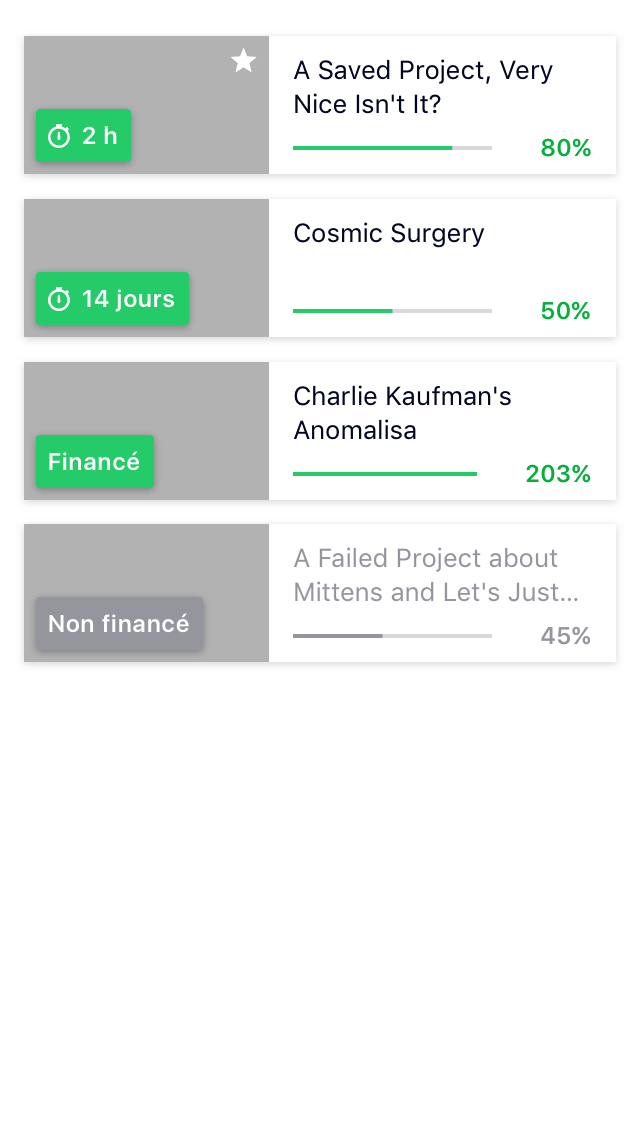 2 h
A Saved Project, Very
Nice Isn't It?
80%
14 jours
Cosmic Surgery
50%
Financé
Charlie Kaufman's
Anomalisa
203%
Non financé
A Failed Project about
Mittens and Let's Just...
45%